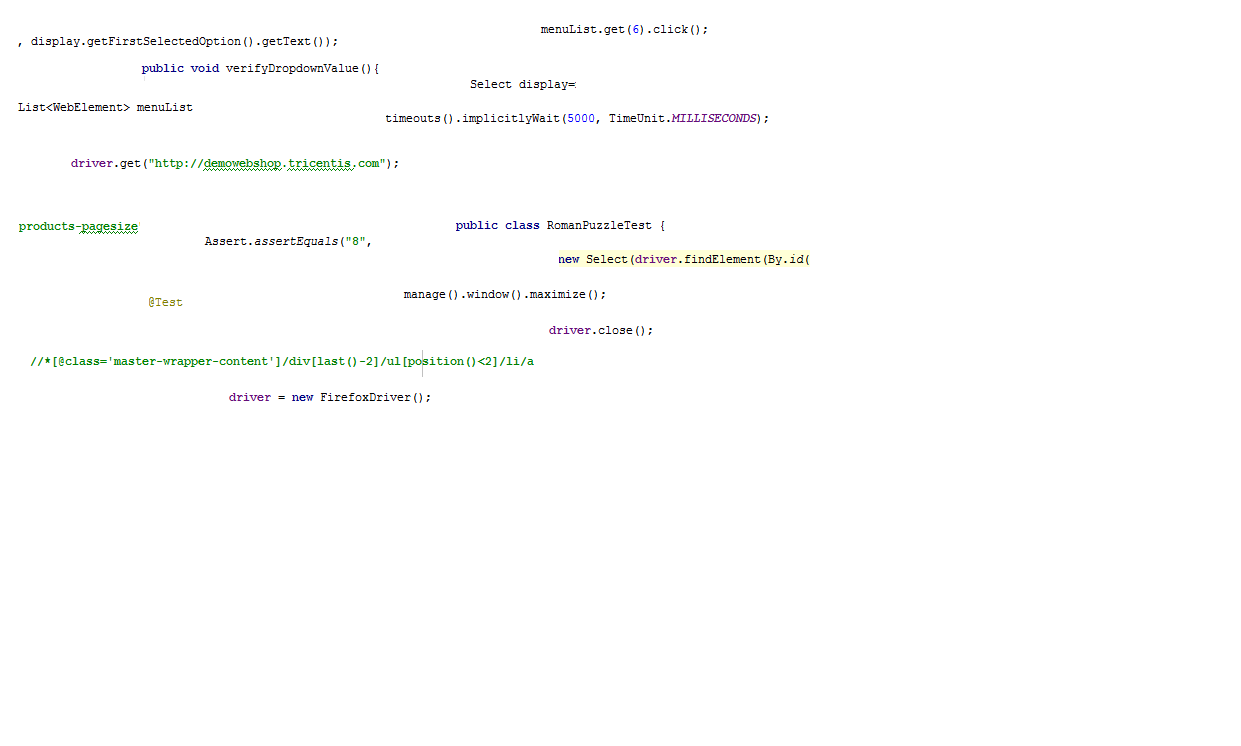 menuList.get(6).click();
, display.getFirstSelectedOption().getText());
public void verifyDropdownValue(){
Select display=
List<WebElement> menuList
timeouts().implicitlyWait(5000, TimeUnit.MILLISECONDS);
driver.get("http://demowebshop.tricentis.com");
products-pagesize
public class RomanPuzzleTest {
Assert.assertEquals("8",
new Select(driver.findElement(By.id(
manage().window().maximize();
@Test
driver.close();
//*[@class='master-wrapper-content']/div[last()-2]/ul[position()<2]/li/a
driver = new FirefoxDriver();